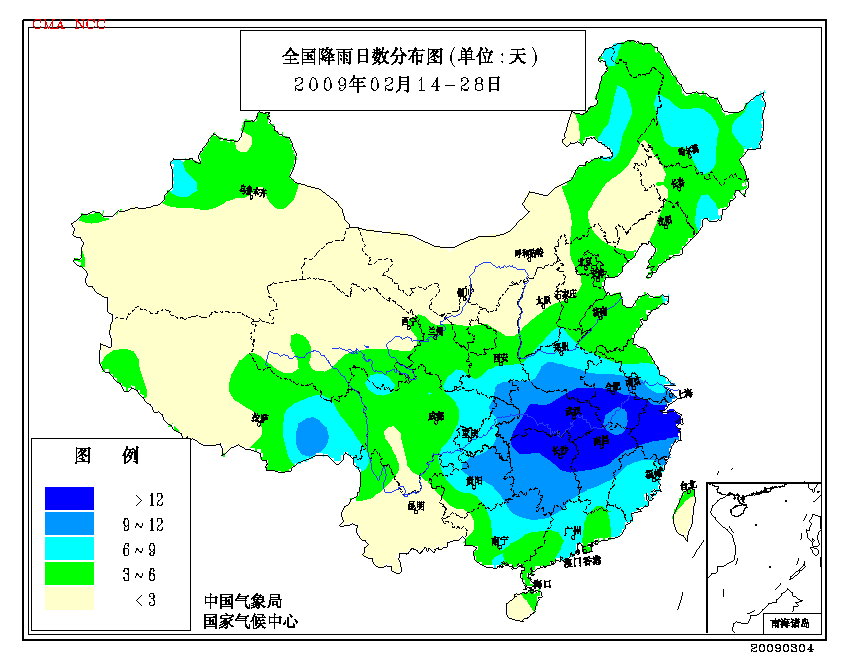 CMA NCC
全国降雨日数分布图(单位:天)
2009年02月14-28日
哈尔滨
乌鲁木齐
长春
沈阳
呼和浩特
北京
天津
银川
太原
石家庄
济南
西宁
兰州
郑州
西安
合肥
南京
上海
拉萨
成都
武汉
重庆
长沙
南昌
贵阳
福州
台北
昆明
南宁
广州
澳门 香港
海口
图 例
>12
9~12
6~9
3~6
<3
中国气象局
国家气候中心
南海诸岛
20090304